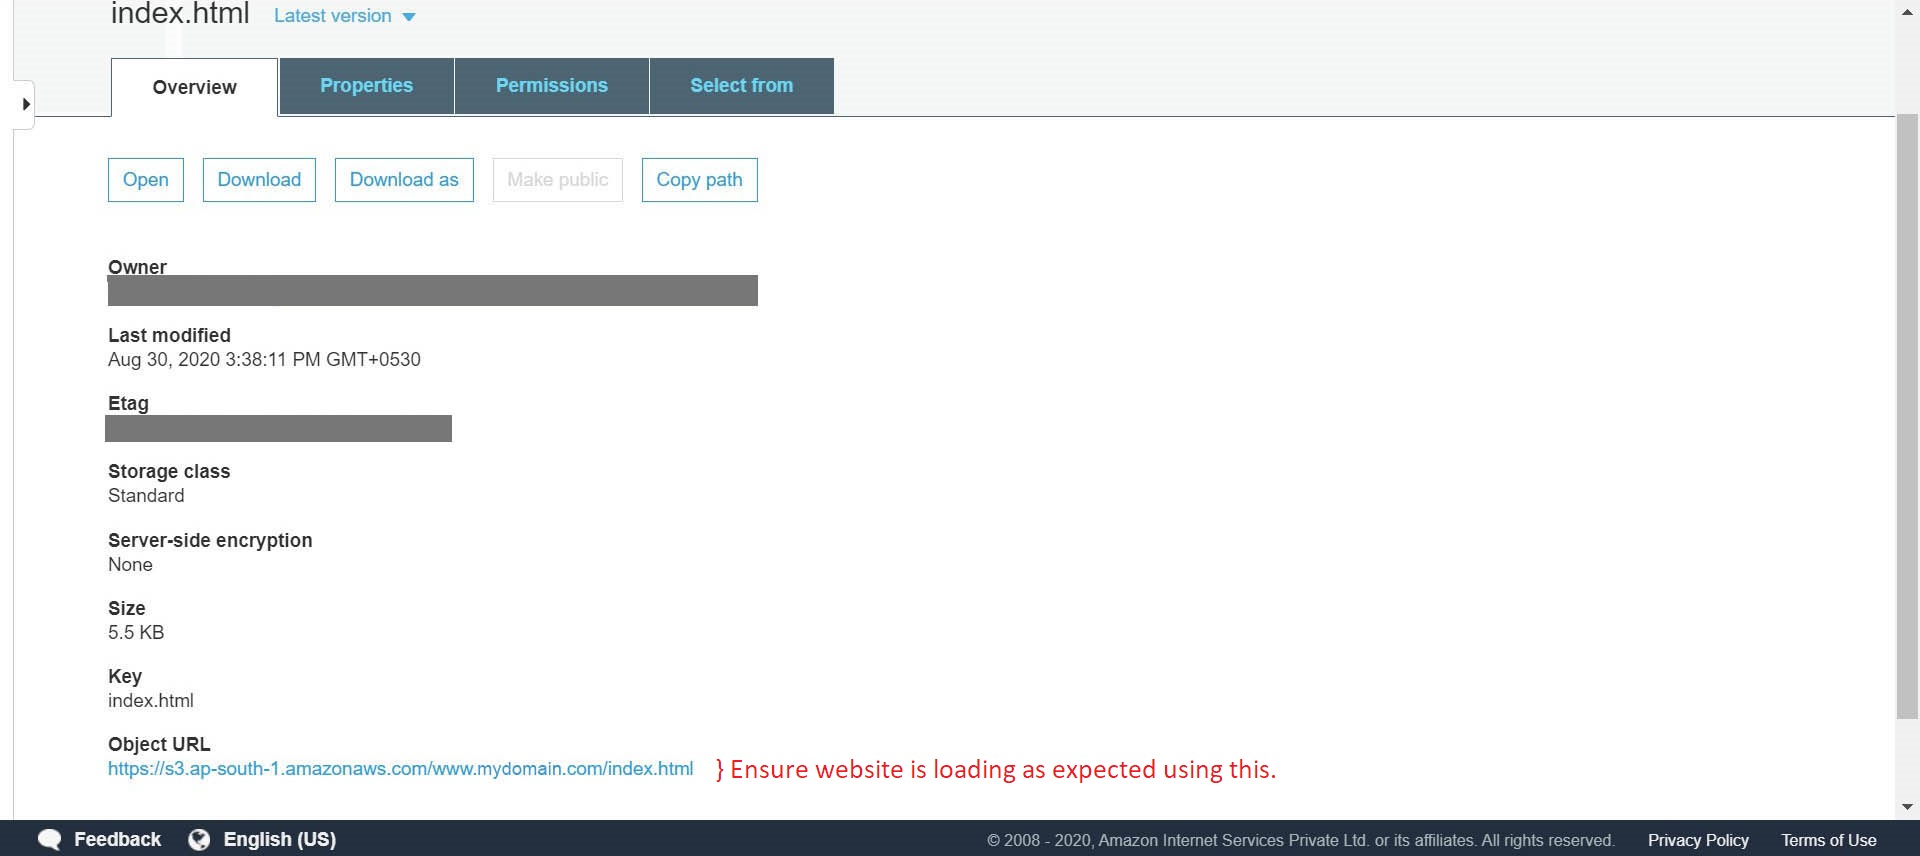 index.html Latest version
Overview Properties Permissions Select from
Open Download Download as Make public Copy path
Owner
Last modified
Aug 30, 2020 3:38:11 PM GMT+0530
Etag
Storage class
Standard
Server-side encryption
None
Size
5.5 KB
Key
index.html
Object URL
https://s3.ap-south-1.amazonaws.com/www.mydomain.com/index.html } Ensure website is loading as expected using this.
Feedback English (US) © 2008 - 2020, Amazon Internet Services Private Ltd. or its affiliates. All rights reserved. Privacy Policy Terms of Use